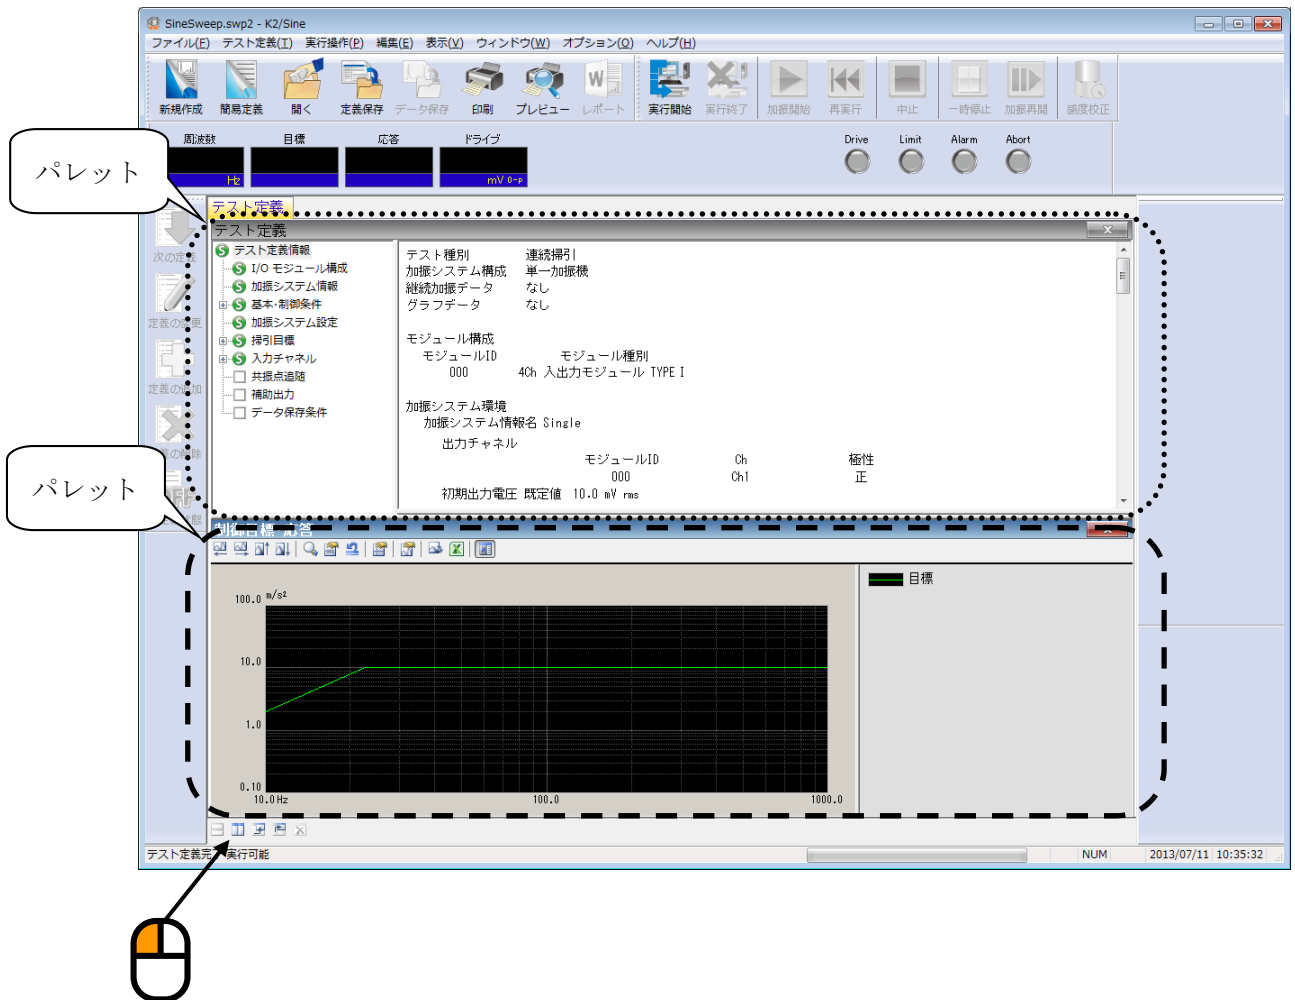 SineSweep.swp2 - K2/Sine
ファイル(F) テスト定義(T) 実行操作(P) 編集(E) 表示(V) ウィンドウ(W) オプション(O) ヘルプ(H)
新規作成 簡易定義 開く 定義保存 データ保存 印刷 プレビュー レポート 実行開始 実行終了 加振開始 再実行 中止 一時停止 加振再開 感度校正
周波数 目標 応答 ドライブ Drive Limit Alarm Abort
Hz mV 0-p
パレット
テスト定義
テスト定義
次の定義
定義の変更
定義の追加
の削除
OFF
テスト定義情報
I/O モジュール構成
加振システム情報
基本・制御条件
加振システム設定
掃引目標
入力チャネル
共振点追随
補助出力
データ保存条件
テスト種別 連続掃引
加振システム構成 単一加振機
継続加振データ なし
グラフデータ なし
モジュール構成
モジュールID モジュール種別
000 4Ch 入出力モジュール TYPE I
加振システム環境
加振システム情報名 Single
出力チャネル
モジュールID Ch 極性
000 Ch1 正
初期出力電圧 既定値 10.0 mV rms
パレット
制御目標 応答
目標
100.0 m/s²
10.0
1.0
0.10
10.0 Hz 100.0 1000.0
テスト定義完了 実行可能 NUM 2013/07/11 10:35:32